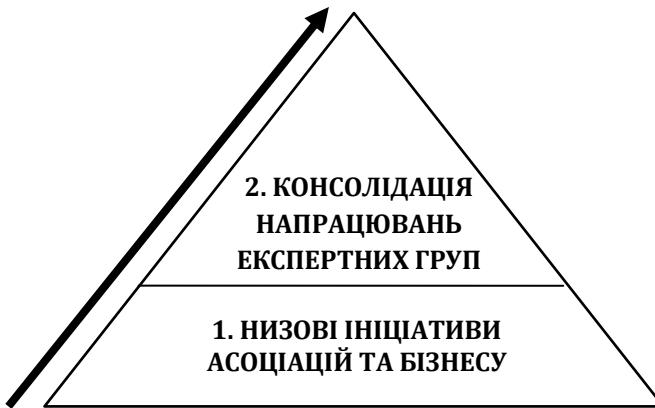 2. КОНСОЛІДАЦІЯ
НАПРАЦЮВАНЬ
ЕКСПЕРТНИХ ГРУП
1. НИЗОВІ ІНІЦІАТИВИ
АСОЦІАЦІЙ ТА БІЗНЕСУ